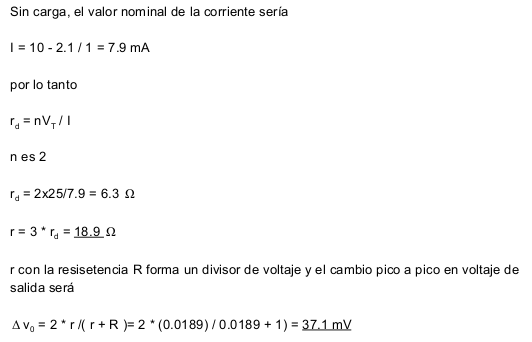 Sin carga, el valor nominal de la corriente sería
I = 10 - 2.1 / 1 = 7.9 mA
por lo tanto
r_d = nV_T / I
n es 2
r_d = 2x25/7.9 = 6.3 Ω
r = 3 * r_d = 18.9 Ω
r con la resisetencia R forma un divisor de voltaje y el cambio pico a pico en voltaje de
salida será
Δ v_0 = 2 * r /( r + R )= 2 * (0.0189) / 0.0189 + 1) = 37.1 mV